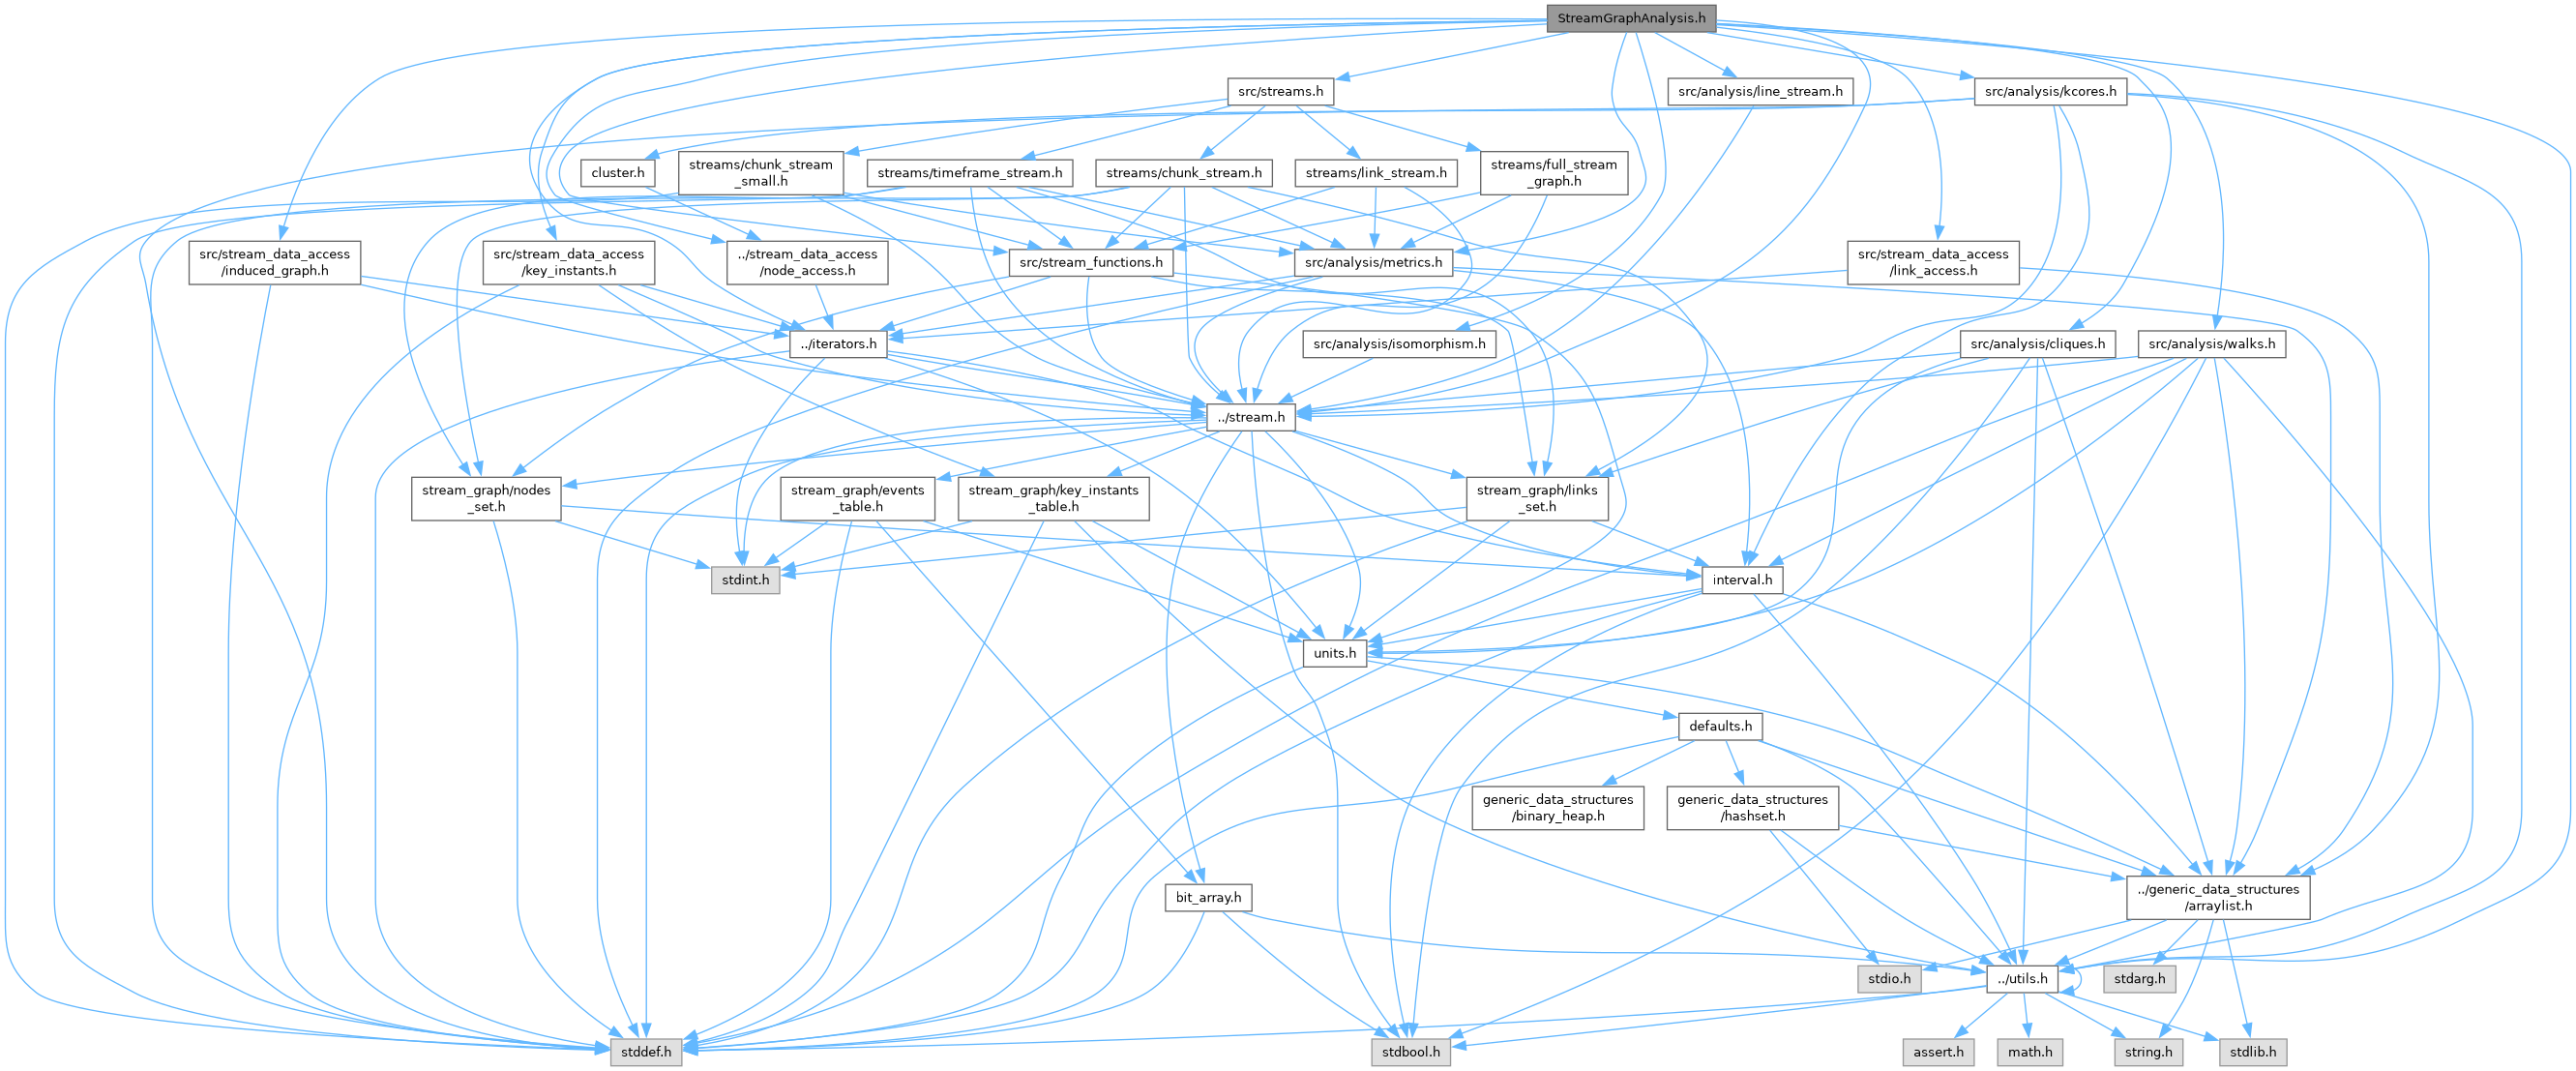 StreamGraphAnalysis.h
src/streams.h
src/analysis/line_stream.h
src/analysis/kcores.h
cluster.h
streams/chunk_stream
_small.h
streams/timeframe_stream.h
streams/chunk_stream.h
streams/link_stream.h
streams/full_stream
_graph.h
src/stream_data_access
/induced_graph.h
src/stream_data_access
/key_instants.h
../stream_data_access
/node_access.h
src/stream_functions.h
src/analysis/metrics.h
src/stream_data_access
/link_access.h
../iterators.h
src/analysis/isomorphism.h
src/analysis/cliques.h
src/analysis/walks.h
../stream.h
stream_graph/nodes
_set.h
stream_graph/events
_table.h
stream_graph/key_instants
_table.h
stream_graph/links
_set.h
stdint.h
interval.h
units.h
defaults.h
generic_data_structures
/binary_heap.h
generic_data_structures
/hashset.h
bit_array.h
../generic_data_structures
/arraylist.h
stdio.h
../utils.h
stdarg.h
stddef.h
stdbool.h
assert.h
math.h
string.h
stdlib.h